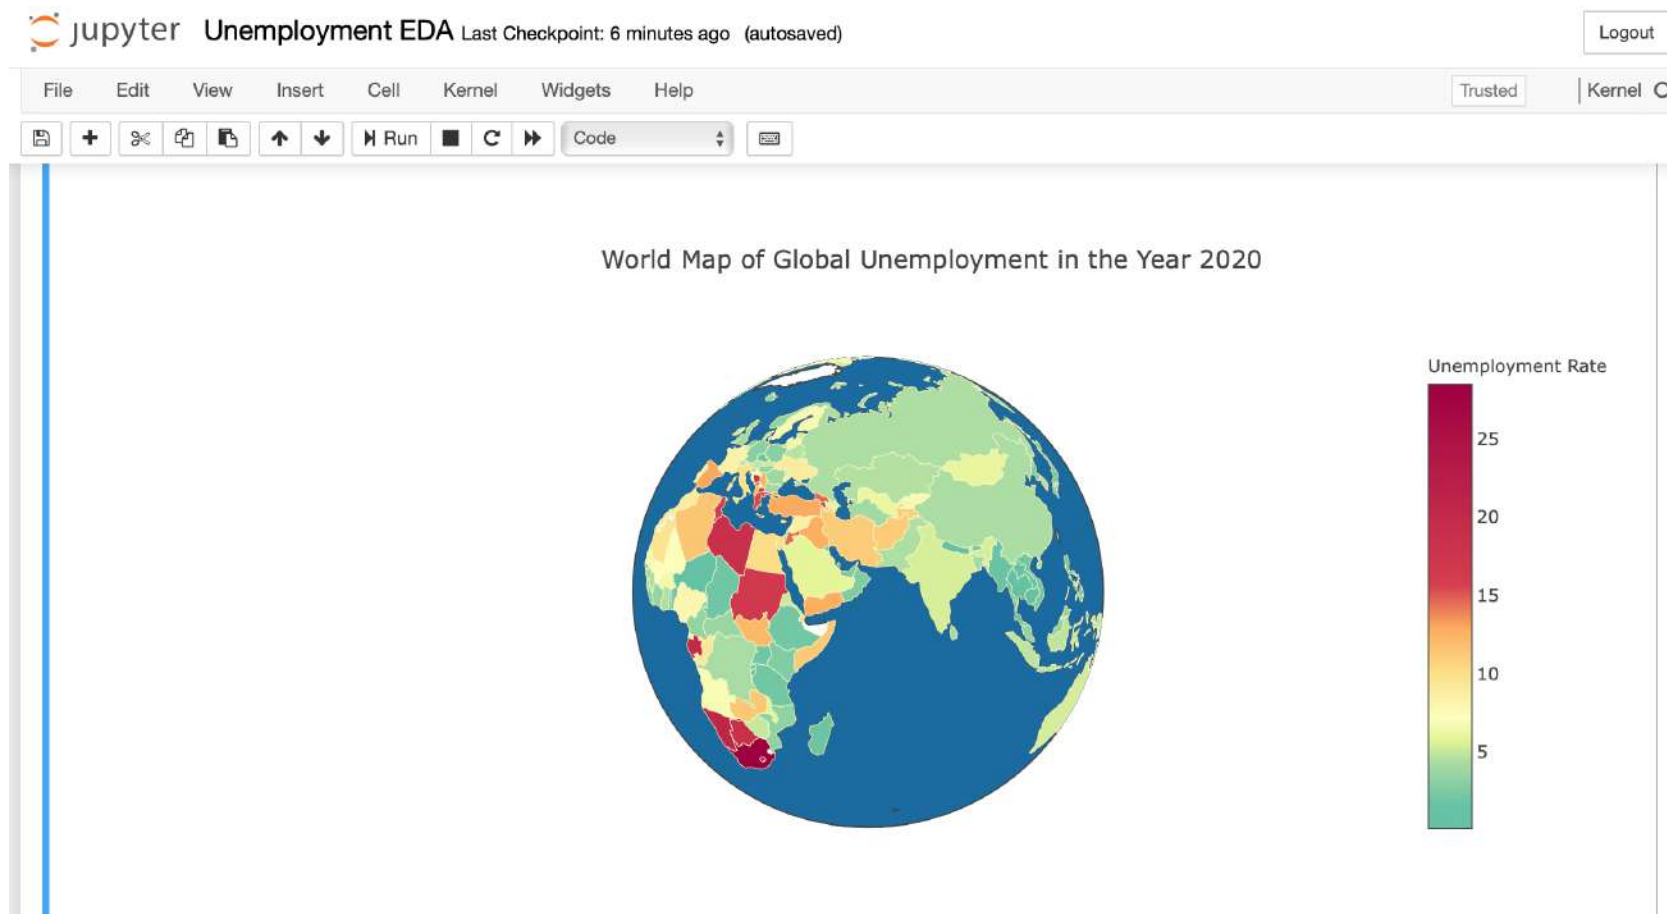 jupyter Unemployment EDA Last Checkpoint: 6 minutes ago (autosaved) Logout
File Edit View Insert Cell Kernel Widgets Help Trusted Kernel
Run Code
World Map of Global Unemployment in the Year 2020
Unemployment Rate
25
20
15
10
5